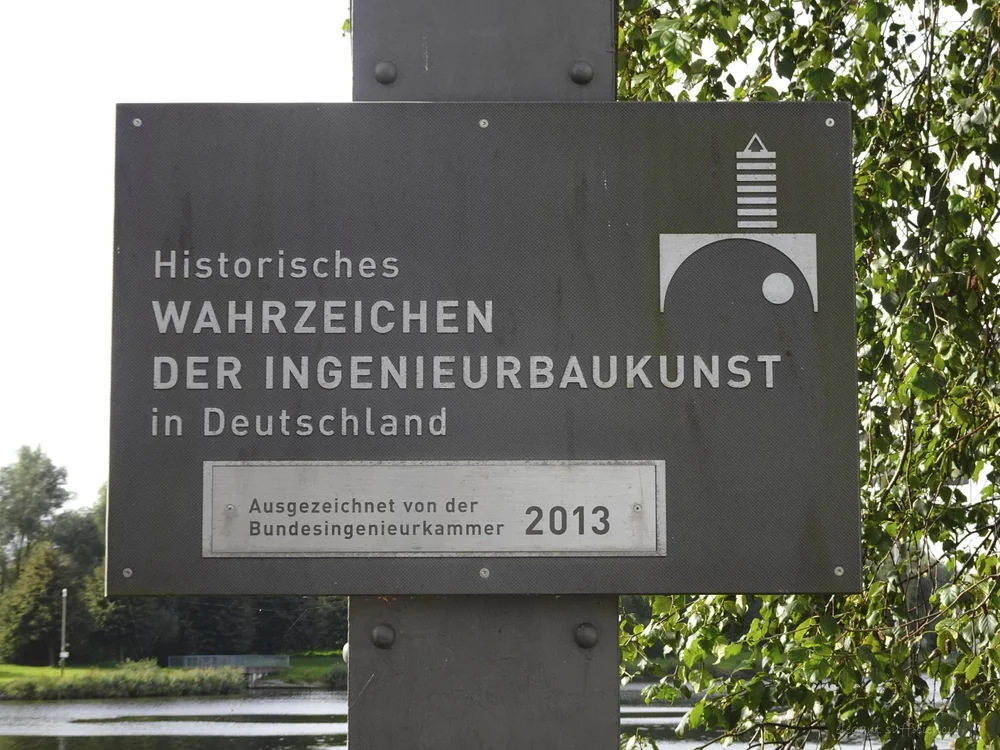 Historisches
WAHRZEICHEN
DER INGENIEURBAUKUNST
in Deutschland
Ausgezeichnet von der
Bundesingenieurkammer
2013